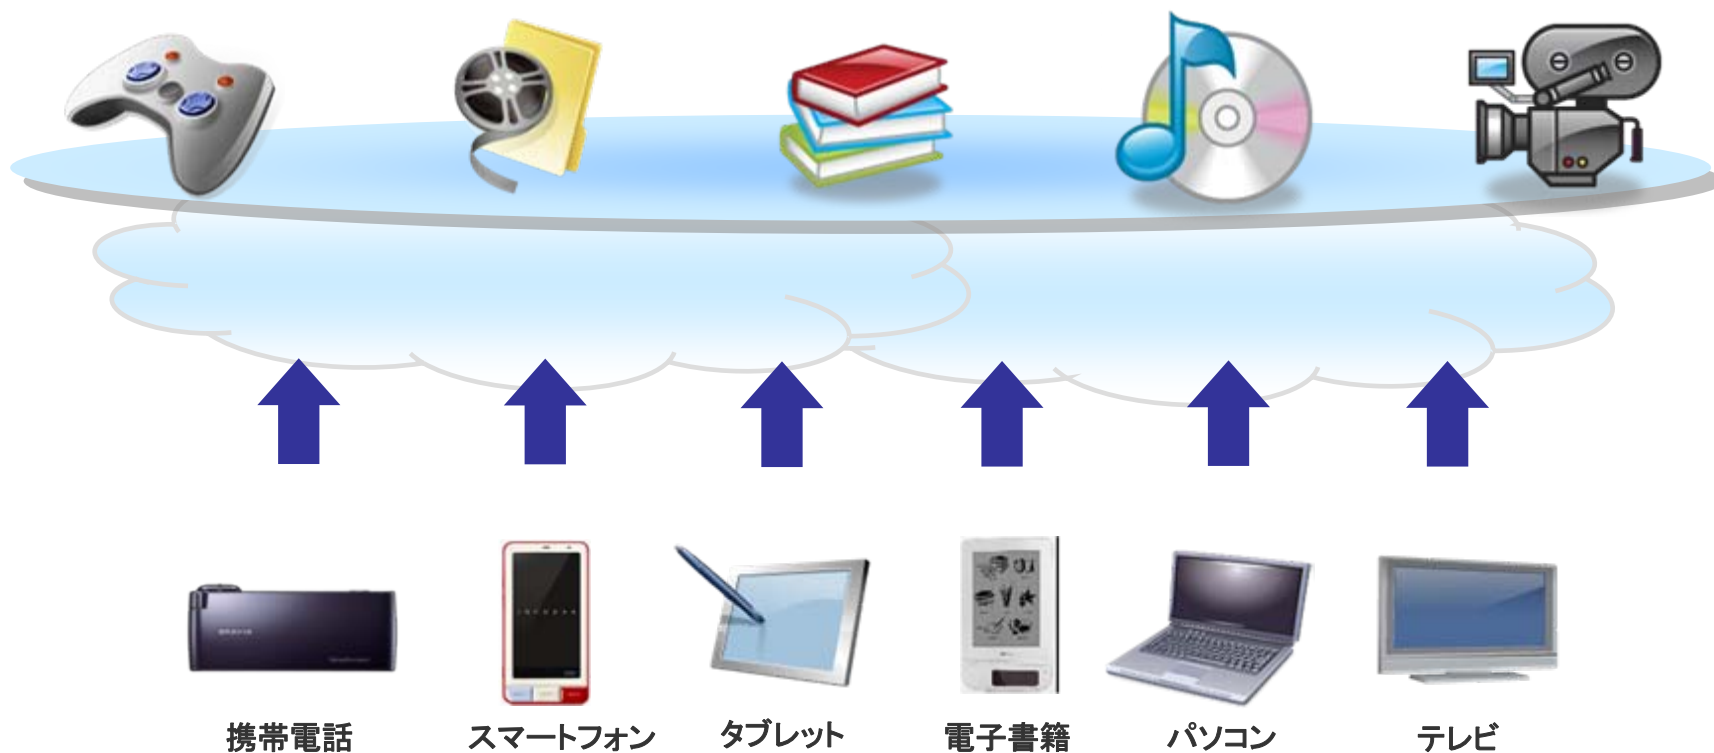 携帯電話
スマートフォン
タブレット
電子書籍
パソコン
テレビ